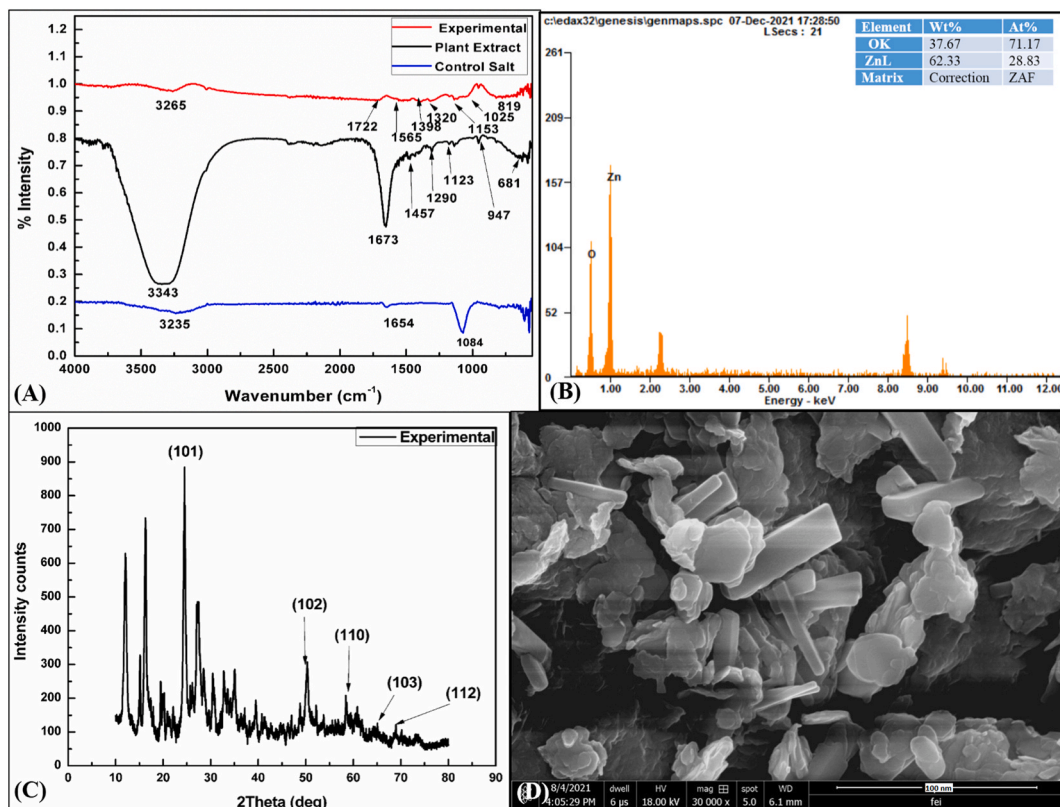 Experimental
Plant Extract
Control Salt
1.2
1.1
1.0
0.9
0.8
0.7
0.6
0.5
0.4
0.3
0.2
0.1
0.0
% Intensity
3265
1722
1565
1398
1320
1153
1025
819
3343
1673
1457
1290
1123
947
681
3235
1654
1084
4000 3500 3000 2500 2000 1500 1000
Wavenumber (cm-1)
(A)
c:\edax32\genesis\genmaps.spc 07-Dec-2021 17:28:50
LSecs : 21
Element Wt% At%
OK 37.67 71.17
ZnL 62.33 28.83
Matrix Correction ZAF
261
209
157
104
52
0
O
Zn
1.00 2.00 3.00 4.00 5.00 6.00 7.00 8.00 9.00 10.00 11.00 12.00
Energy - keV
(B)
Experimental
1000
900
800
700
600
500
400
300
200
100
0
Intensity counts
(101)
(102)
(110)
(103)
(112)
0 10 20 30 40 50 60 70 80 90
2Theta (deg)
(C)
(D)
8/4/2021 dwell HV mag spot WD 100 nm
4:05:29 PM 6 µs 18.00 kV 30 000 x 5.0 6.1 mm fei